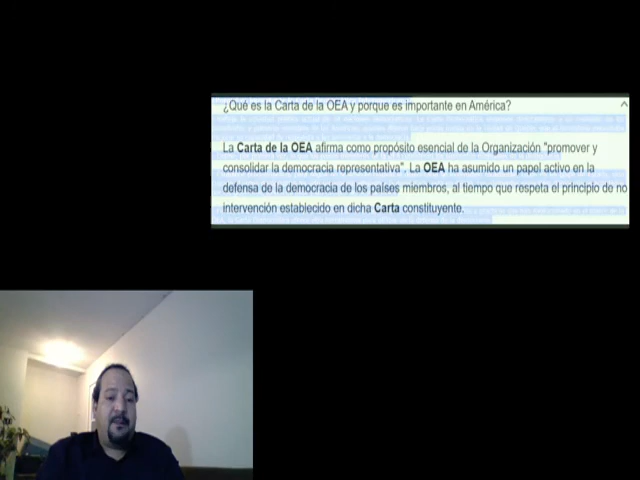 ¿Qué es la Carta de la OEA y porque es importante en América?
La Carta de la OEA afirma como propósito esencial de la Organización "promover y
consolidar la democracia representativa". La OEA ha asumido un papel activo en la
defensa de la democracia de los países miembros, al tiempo que respeta el principio de no
intervención establecido en dicha Carta constituyente.